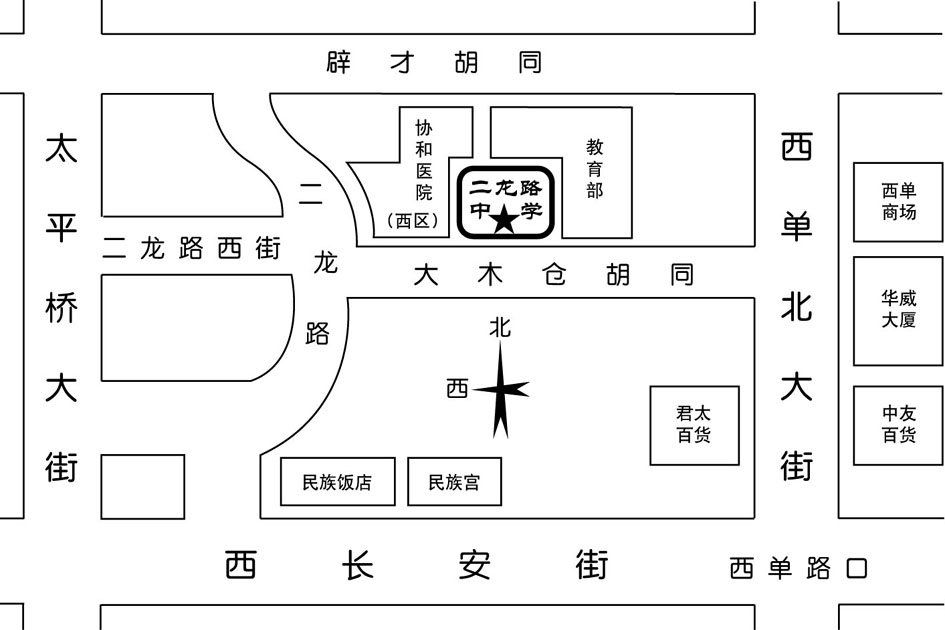 辟才胡同
太平桥大街
二龙路西街
二龙路
协和医院
（西区）
二龙路
中学
教育部
大木仓胡同
西单北大街
西单
商场
华威
大厦
中友
百货
北
西
君太
百货
民族饭店
民族宫
西长安街
西单路口